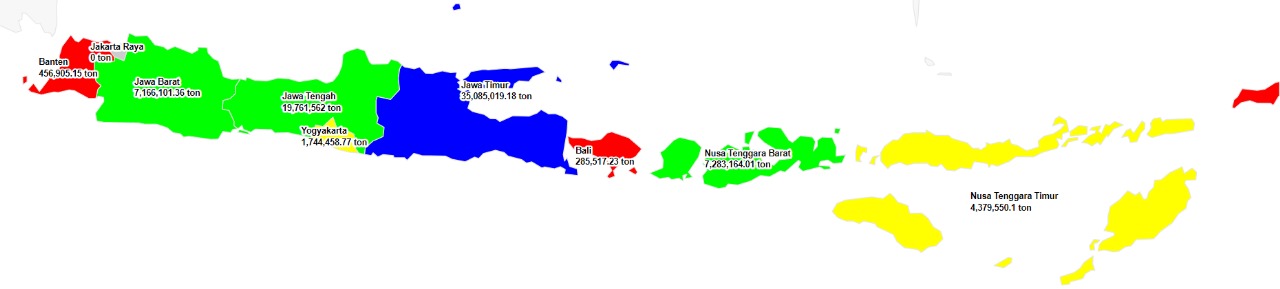 Jakarta Raya
0 ton
Banten
456,905.15 ton
Jawa Barat
7,166,101.36 ton
Jawa Tengah
19,761,562 ton
Yogyakarta
1,744,458.77 ton
Jawa Timur
35,085,019.18 ton
Bali
285,517.23 ton
Nusa Tenggara Barat
7,283,164.01 ton
Nusa Tenggara Timur
4,379,550.1 ton